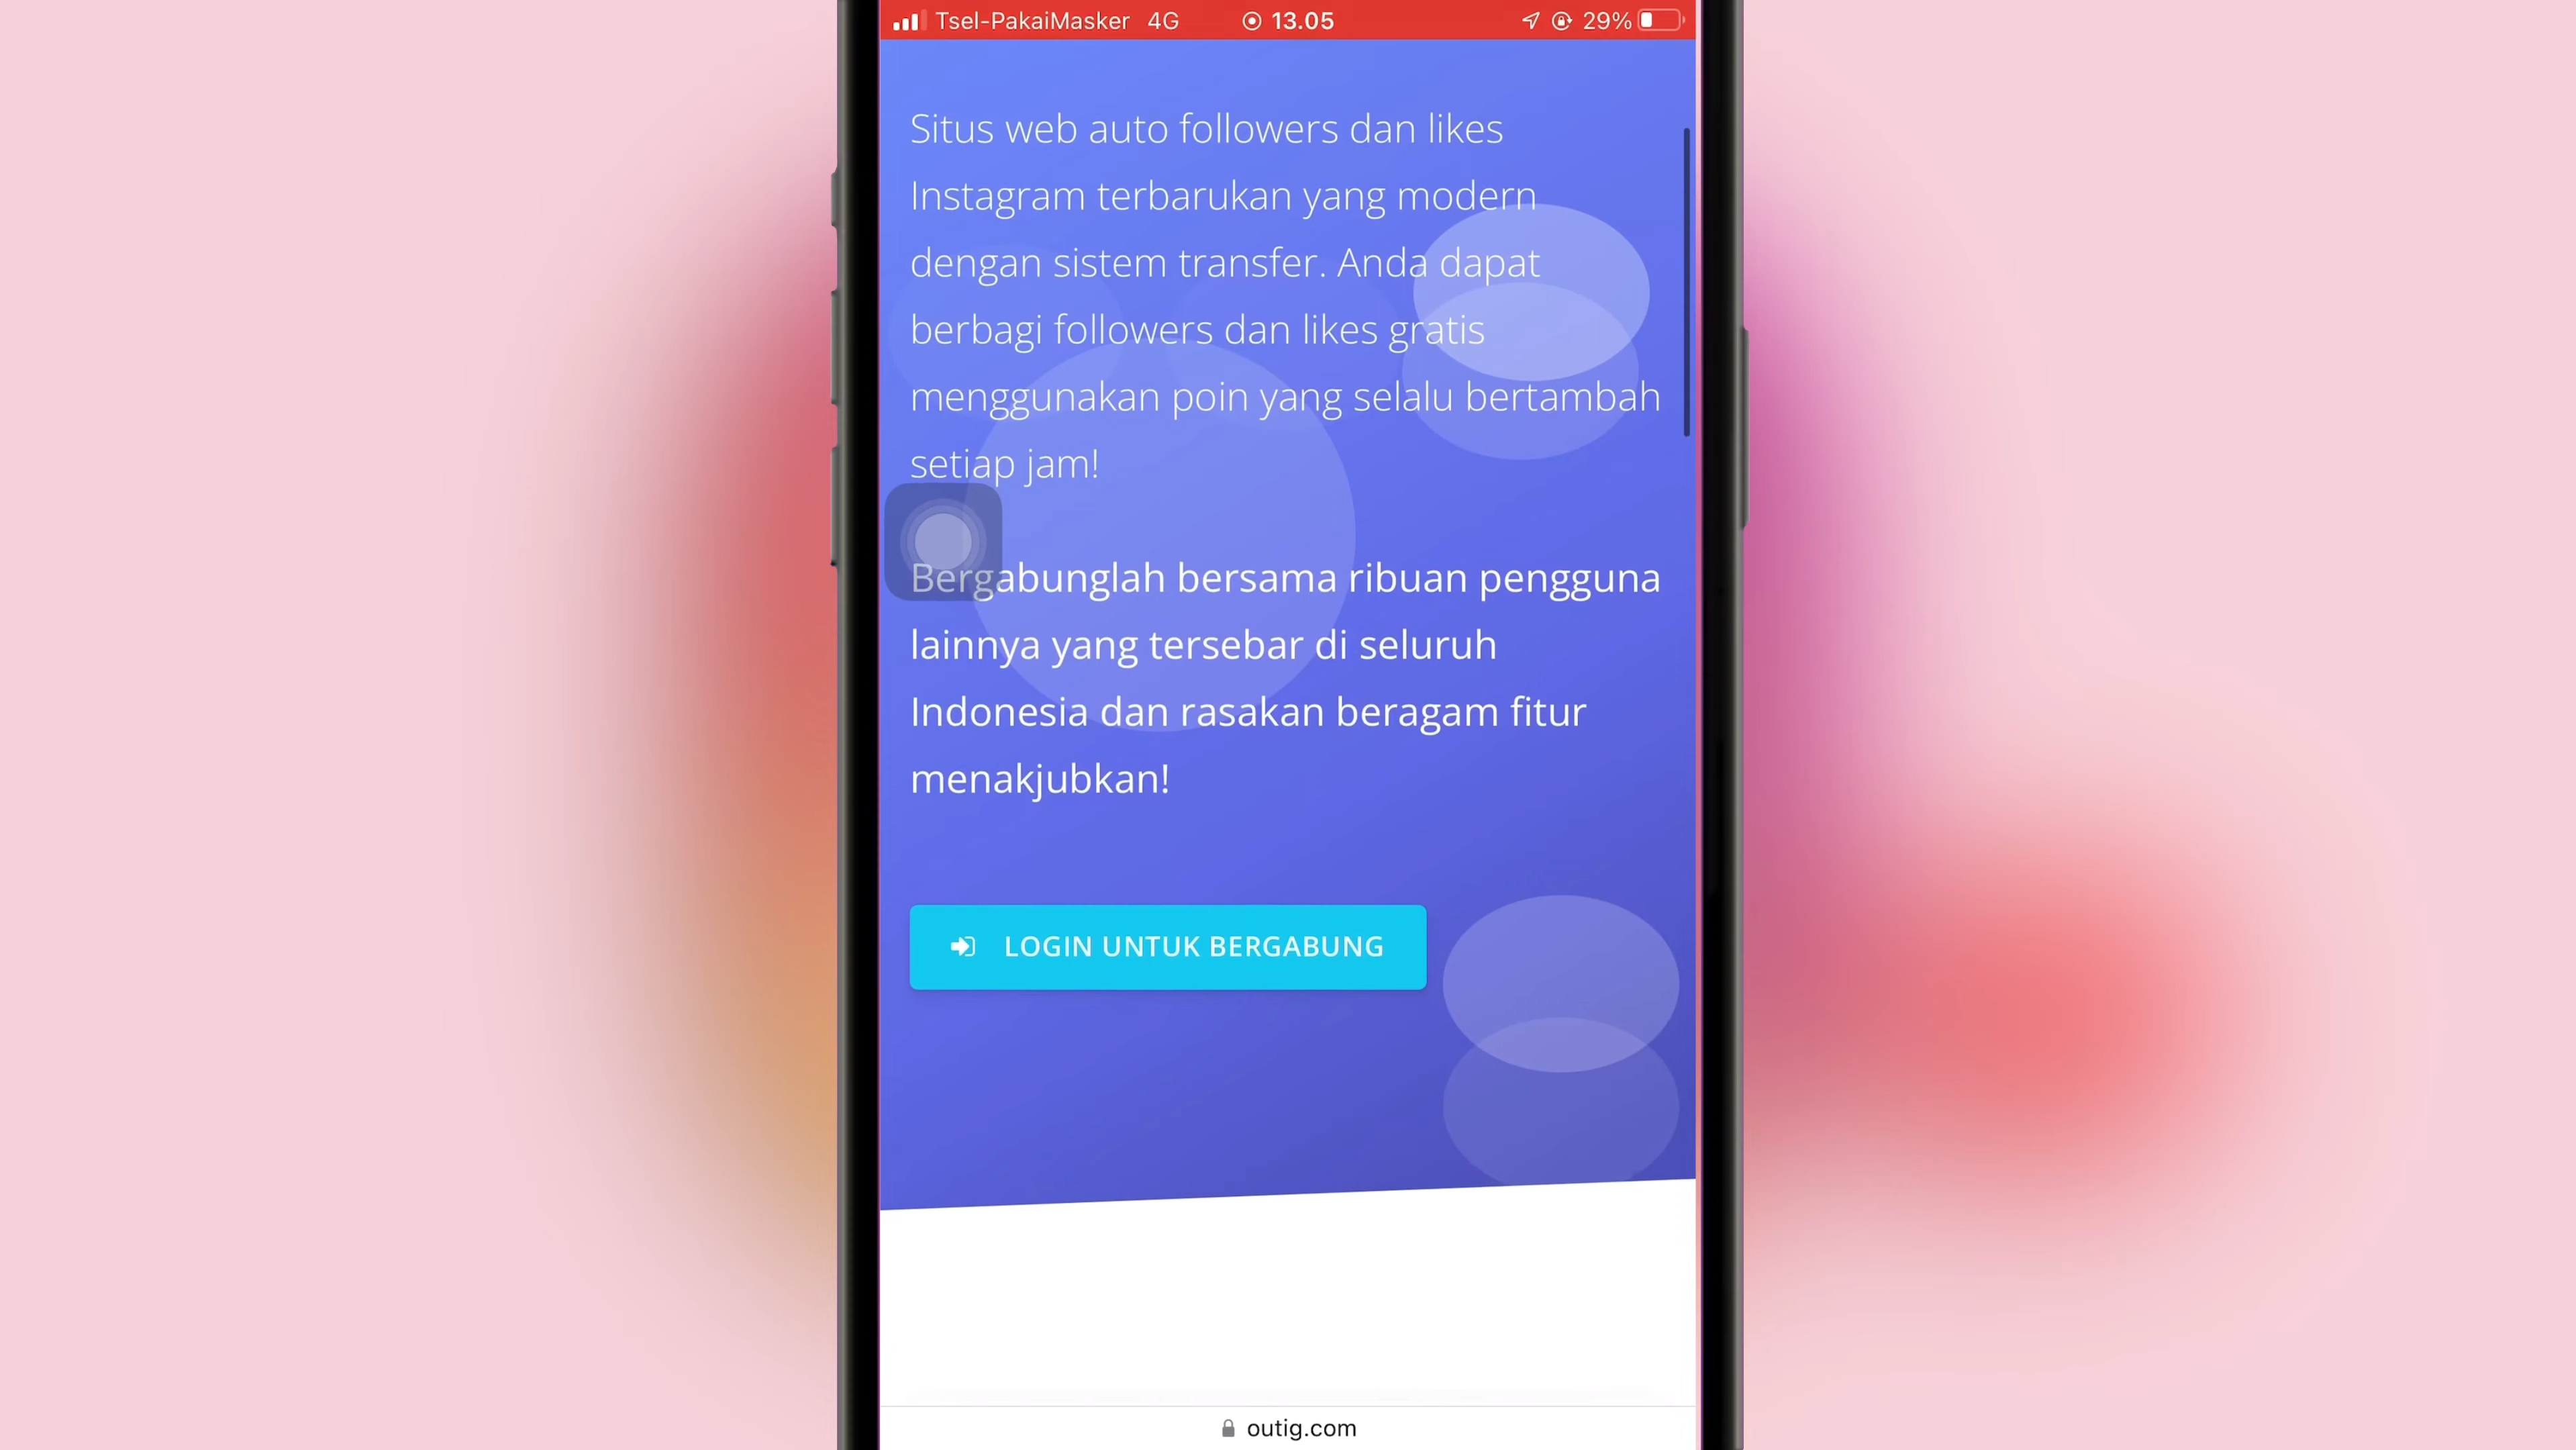 Tsel-PakaiMasker 4G 13.05 29%
Situs web auto followers dan likes
Instagram terbarukan yang modern
dengan sistem transfer. Anda dapat
berbagi followers dan likes gratis
menggunakan poin yang selalu bertambah
setiap jam!
Bergabunglah bersama ribuan pengguna
lainnya yang tersebar di seluruh
Indonesia dan rasakan beragam fitur
menakjubkan!
LOGIN UNTUK BERGABUNG
outig.com